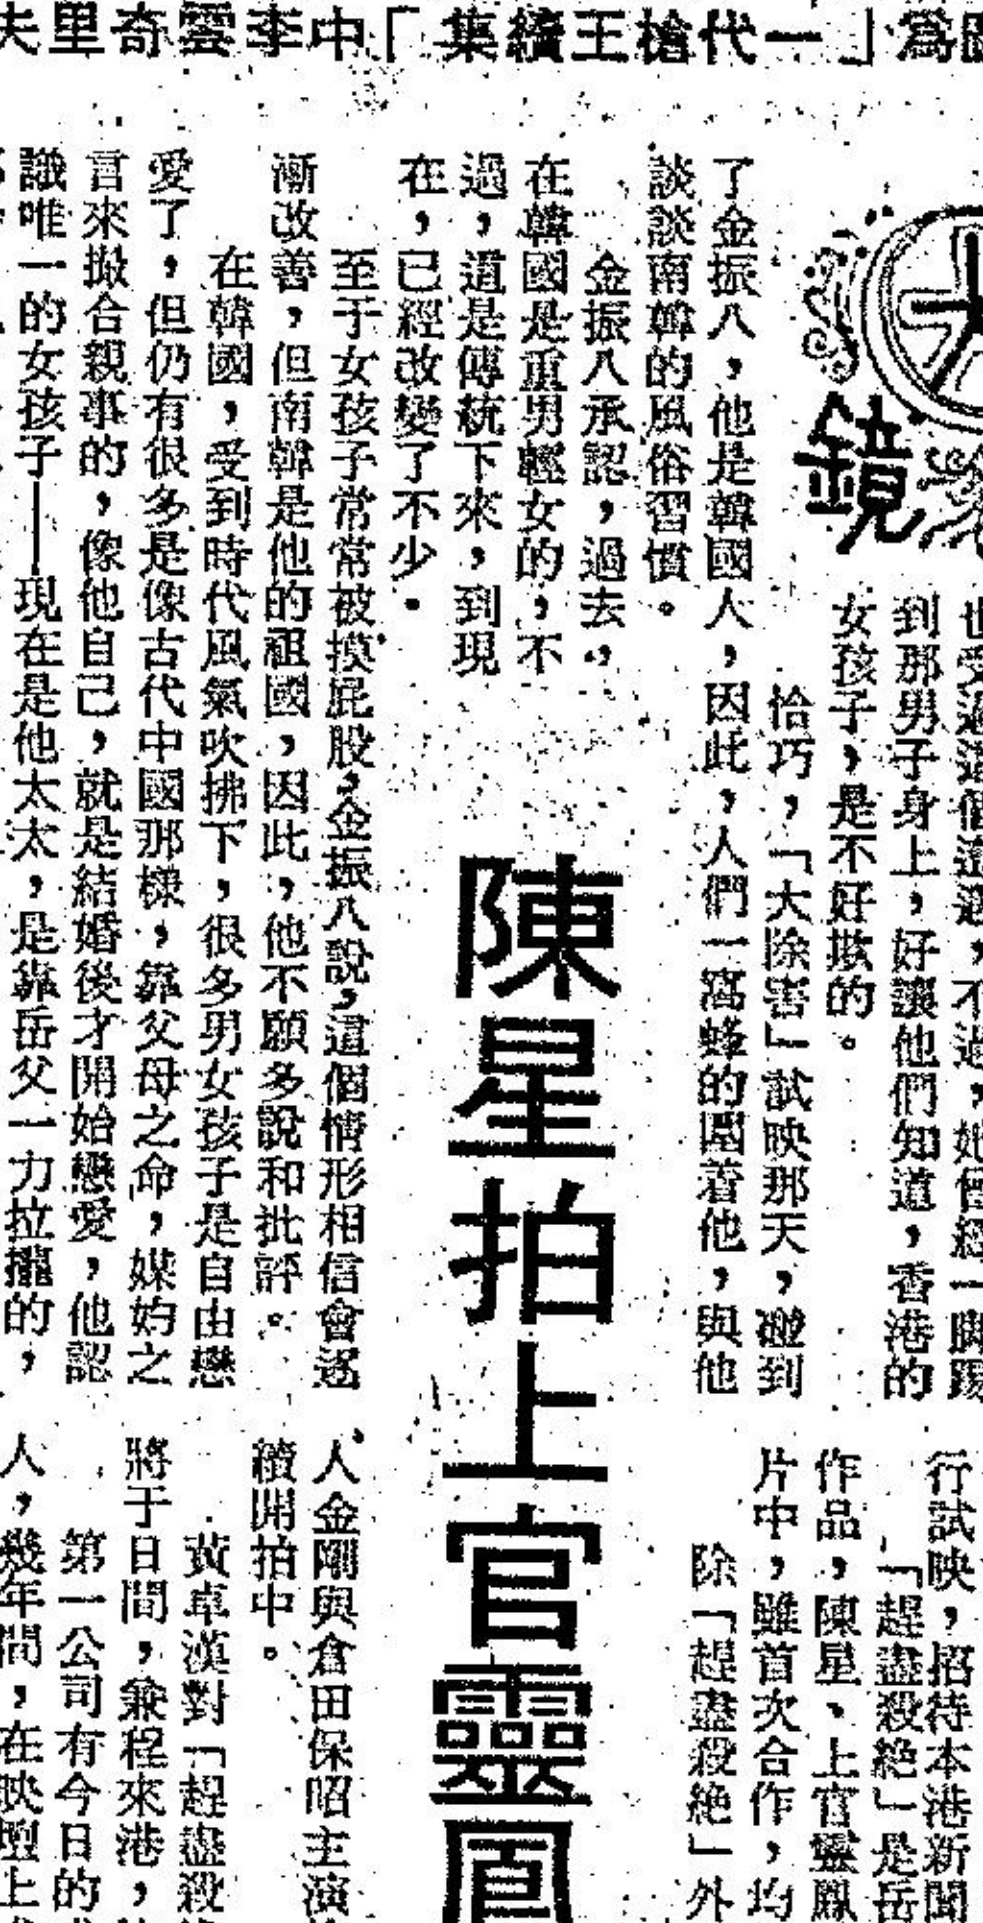 圖為「一代槍王續集」中李雲奇里夫
鏡
到那男子身上，好讓他們知道，香港的
女孩子，是不好欺的。
恰巧，「大除害」試映那天，碰到
了金振八，他是韓國人，因此，人們一窩蜂的圍着他，與他
談談南韓的風俗習慣。
金振八承認，過去，
在韓國是重男輕女的，不
過，這是傳統下來，到現
在，已經改變了不少。
至于女孩子常常被摸屁股，金振八說，這個情形相信會逐
漸改善，但南韓是他的祖國，因此，他不願多說和批評。
在韓國，受到時代風氣吹拂下，很多男女孩子是自由戀
愛了，但仍有很多是像古代中國那樣，靠父母之命，媒妁之
言來撮合親事的，像他自己，就是結婚後才開始戀愛，他認
識唯一的女孩子——現在是他太太，是靠岳父一力拉攏的，
陳星拍上官靈鳳
行試映，招待本港新聞
「趕盡殺絕」是岳
作品，陳星、上官靈鳳
片中，雖首次合作，均
除「趕盡殺絕」外
人金剛與倉田保昭主演
續開拍中。
黃卓漢對「趕盡殺
將于日間，兼程來港，
第一公司有今日的
人，幾年間，在映壇上